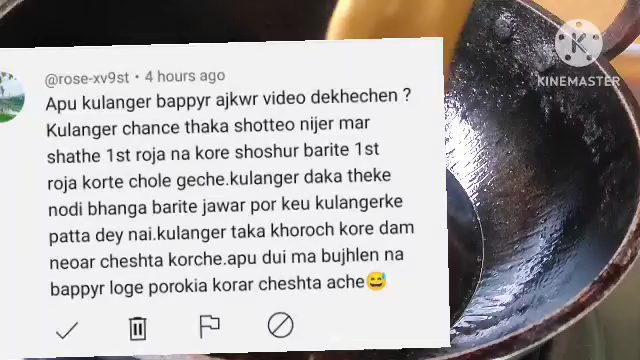 @rose-xv9st • 4 hours ago
Apu kulanger bappyr ajkwr video dekhechen ?
Kulanger chance thaka shotteo nijer mar
shathe 1st roja na kore shoshur barite 1st
roja korte chole geche.kulanger daka theke
nodi bhanga barite jawar por keu kulangerke
patta dey nai.kulanger taka khoroch kore dam
neoar cheshta korche.apu dui ma bujhlen na
bappyr loge porokia korar cheshta ache😅
KINEMASTER